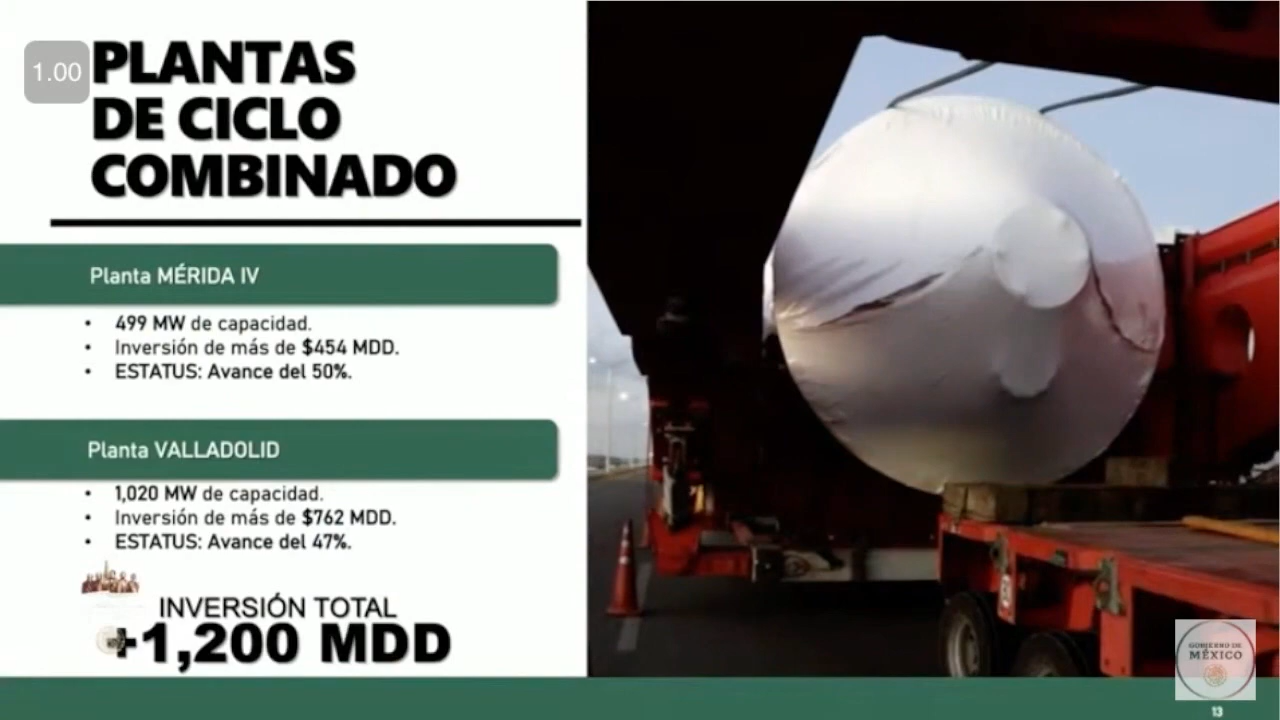 1.00
PLANTAS
DE CICLO
COMBINADO
Planta MÉRIDA IV
• 499 MW de capacidad.
• Inversión de más de $454 MDD.
• ESTATUS: Avance del 50%.
Planta VALLADOLID
• 1,020 MW de capacidad.
• Inversión de más de $762 MDD.
• ESTATUS: Avance del 47%.
INVERSIÓN TOTAL
+1,200 MDD
GOBIERNO DE
MÉXICO
13